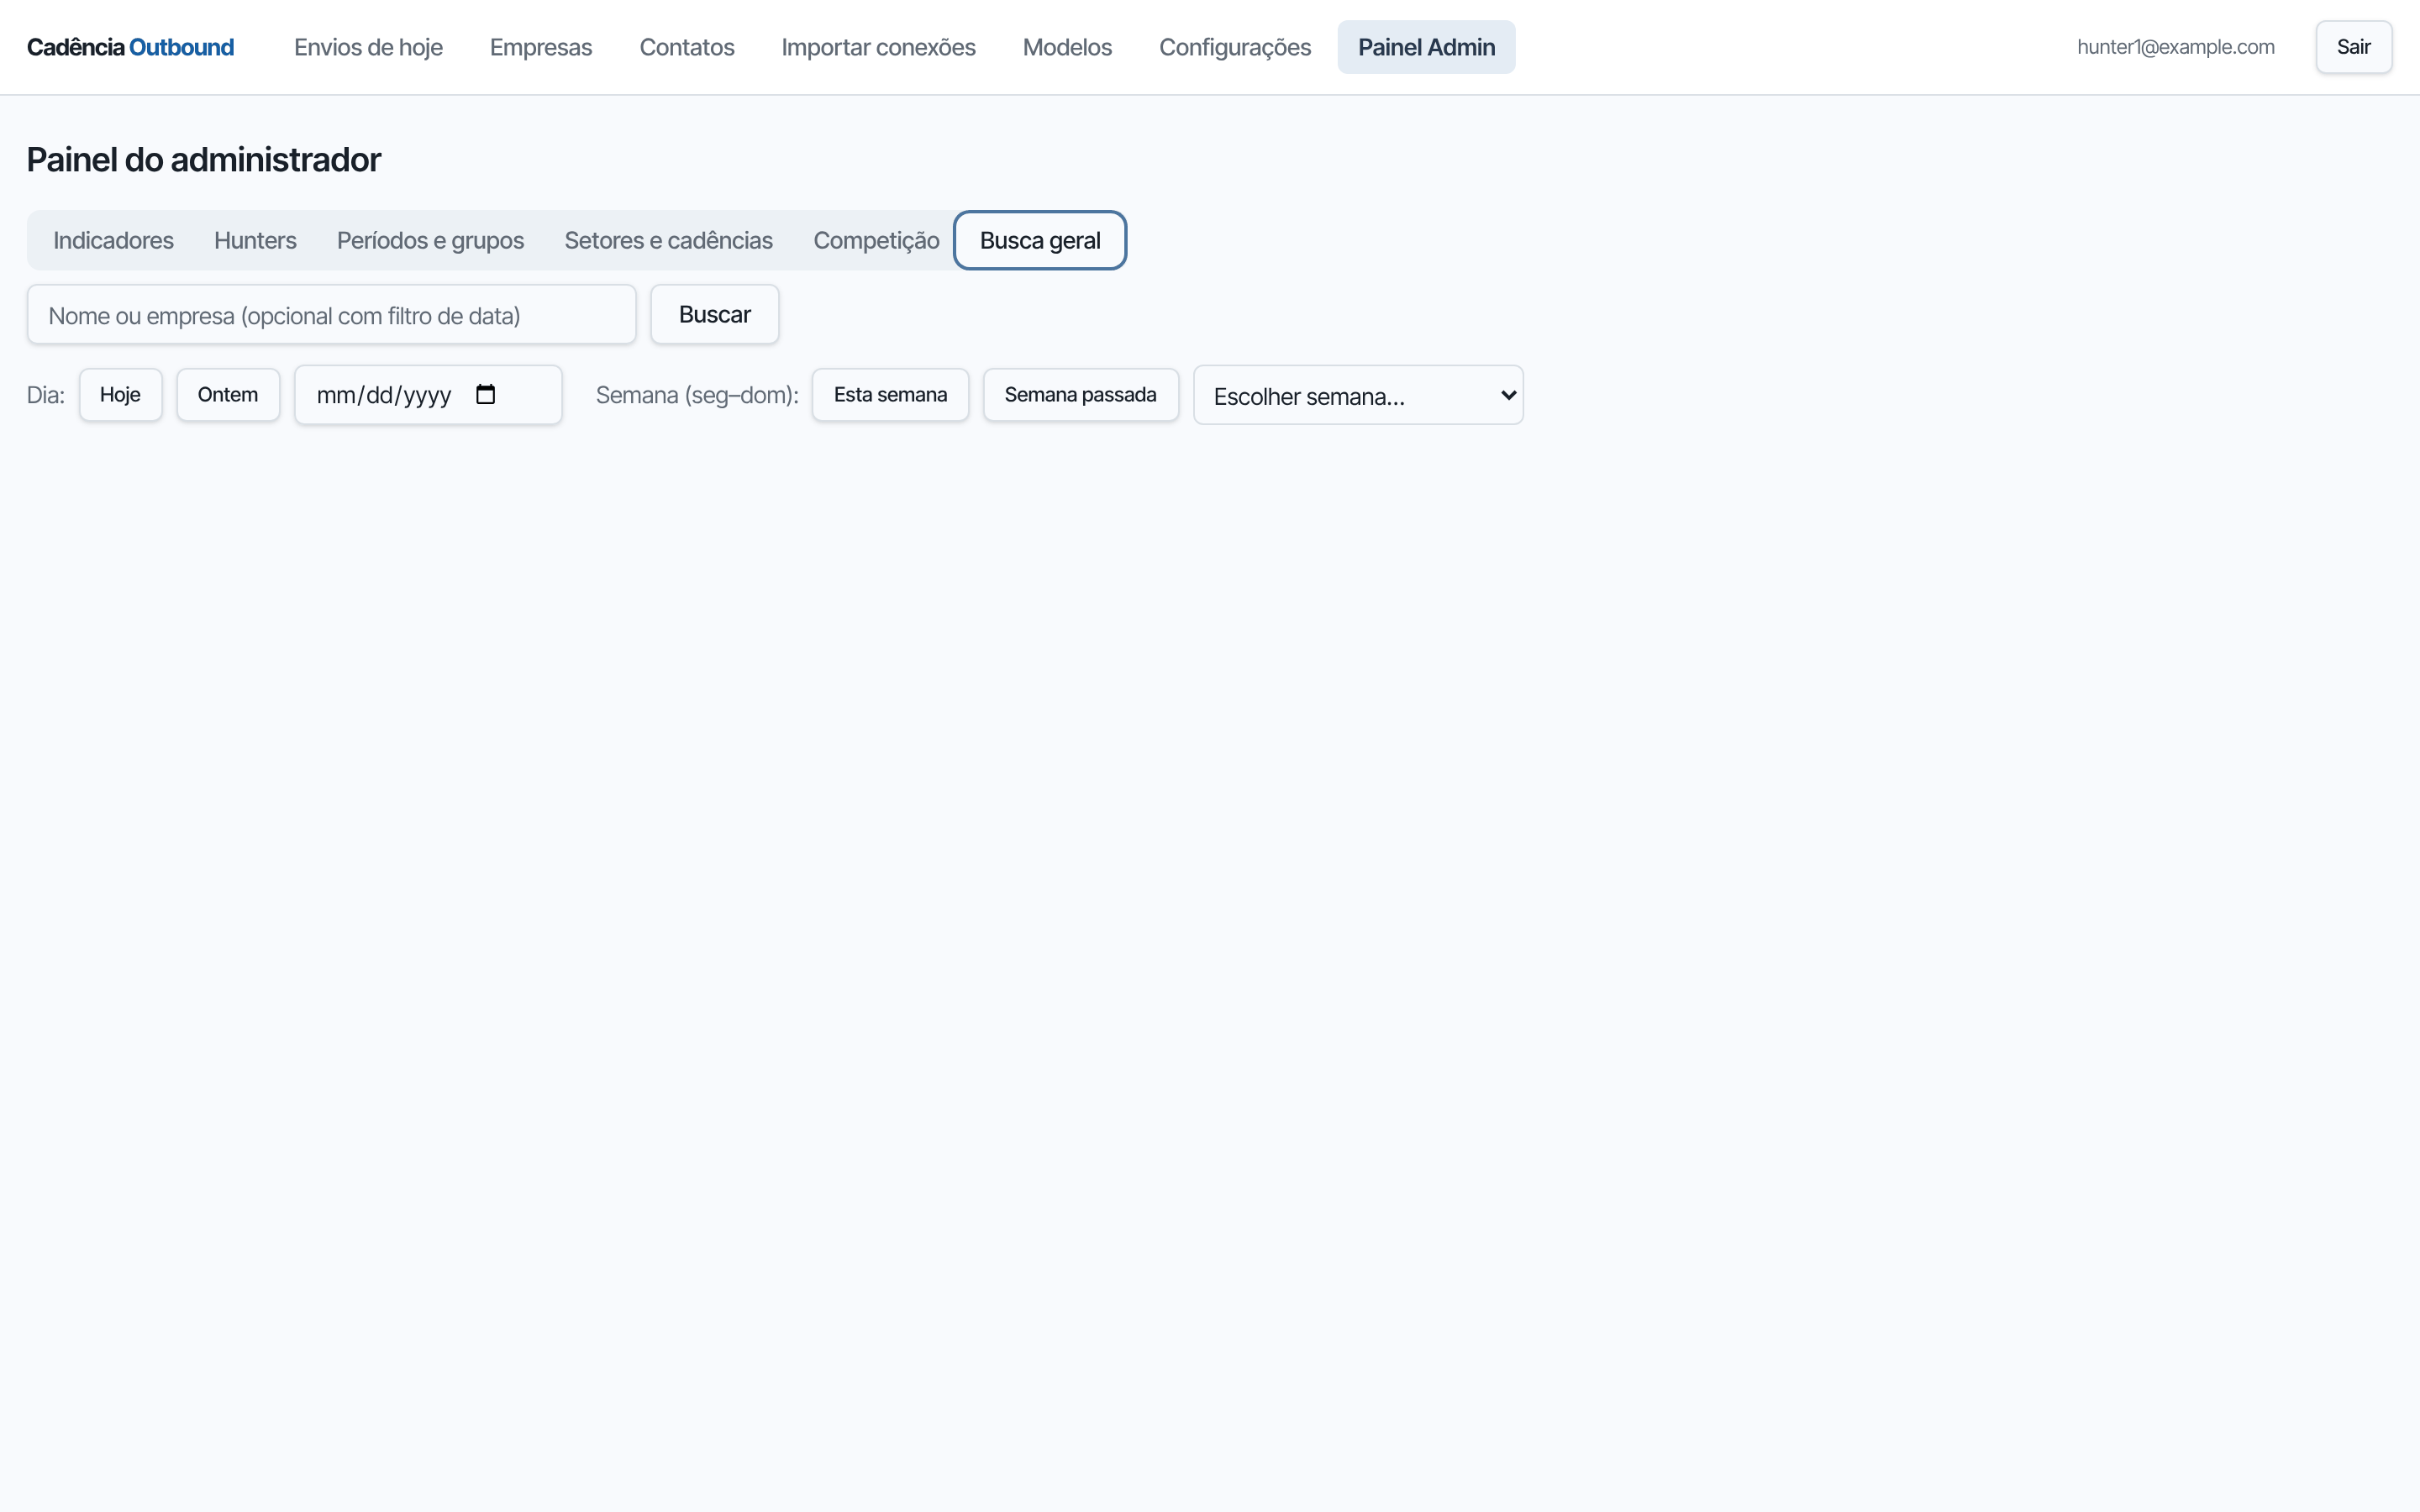 Cadência Outbound Envios de hoje Empresas Contatos Importar conexões Modelos Configurações Painel Admin hunter1@example.com Sair
Painel do administrador
Indicadores Hunters Períodos e grupos Setores e cadências Competição Busca geral
Nome ou empresa (opcional com filtro de data) Buscar
Dia: Hoje Ontem mm/dd/yyyy Semana (seg–dom): Esta semana Semana passada Escolher semana...